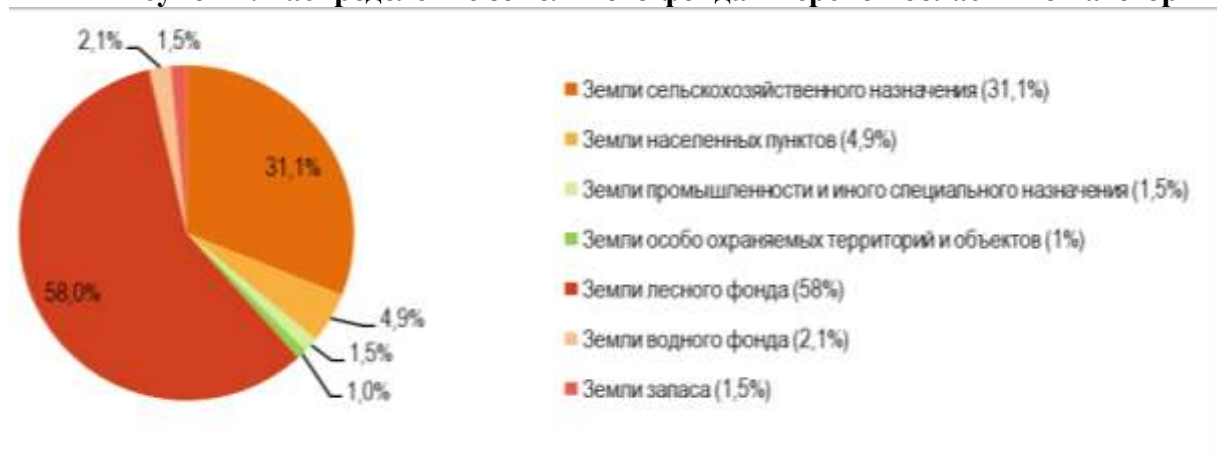 2,1% 1,5%
31,1%
58,0%
4,9%
1,5%
1,0%
Земли сельскохозяйственного назначения (31,1%)
Земли населенных пунктов (4,9%)
Земли промышленности и иного специального назначения (1,5%)
Земли особо охраняемых территорий и объектов (1%)
Земли лесного фонда (58%)
Земли водного фонда (2,1%)
Земли запаса (1,5%)